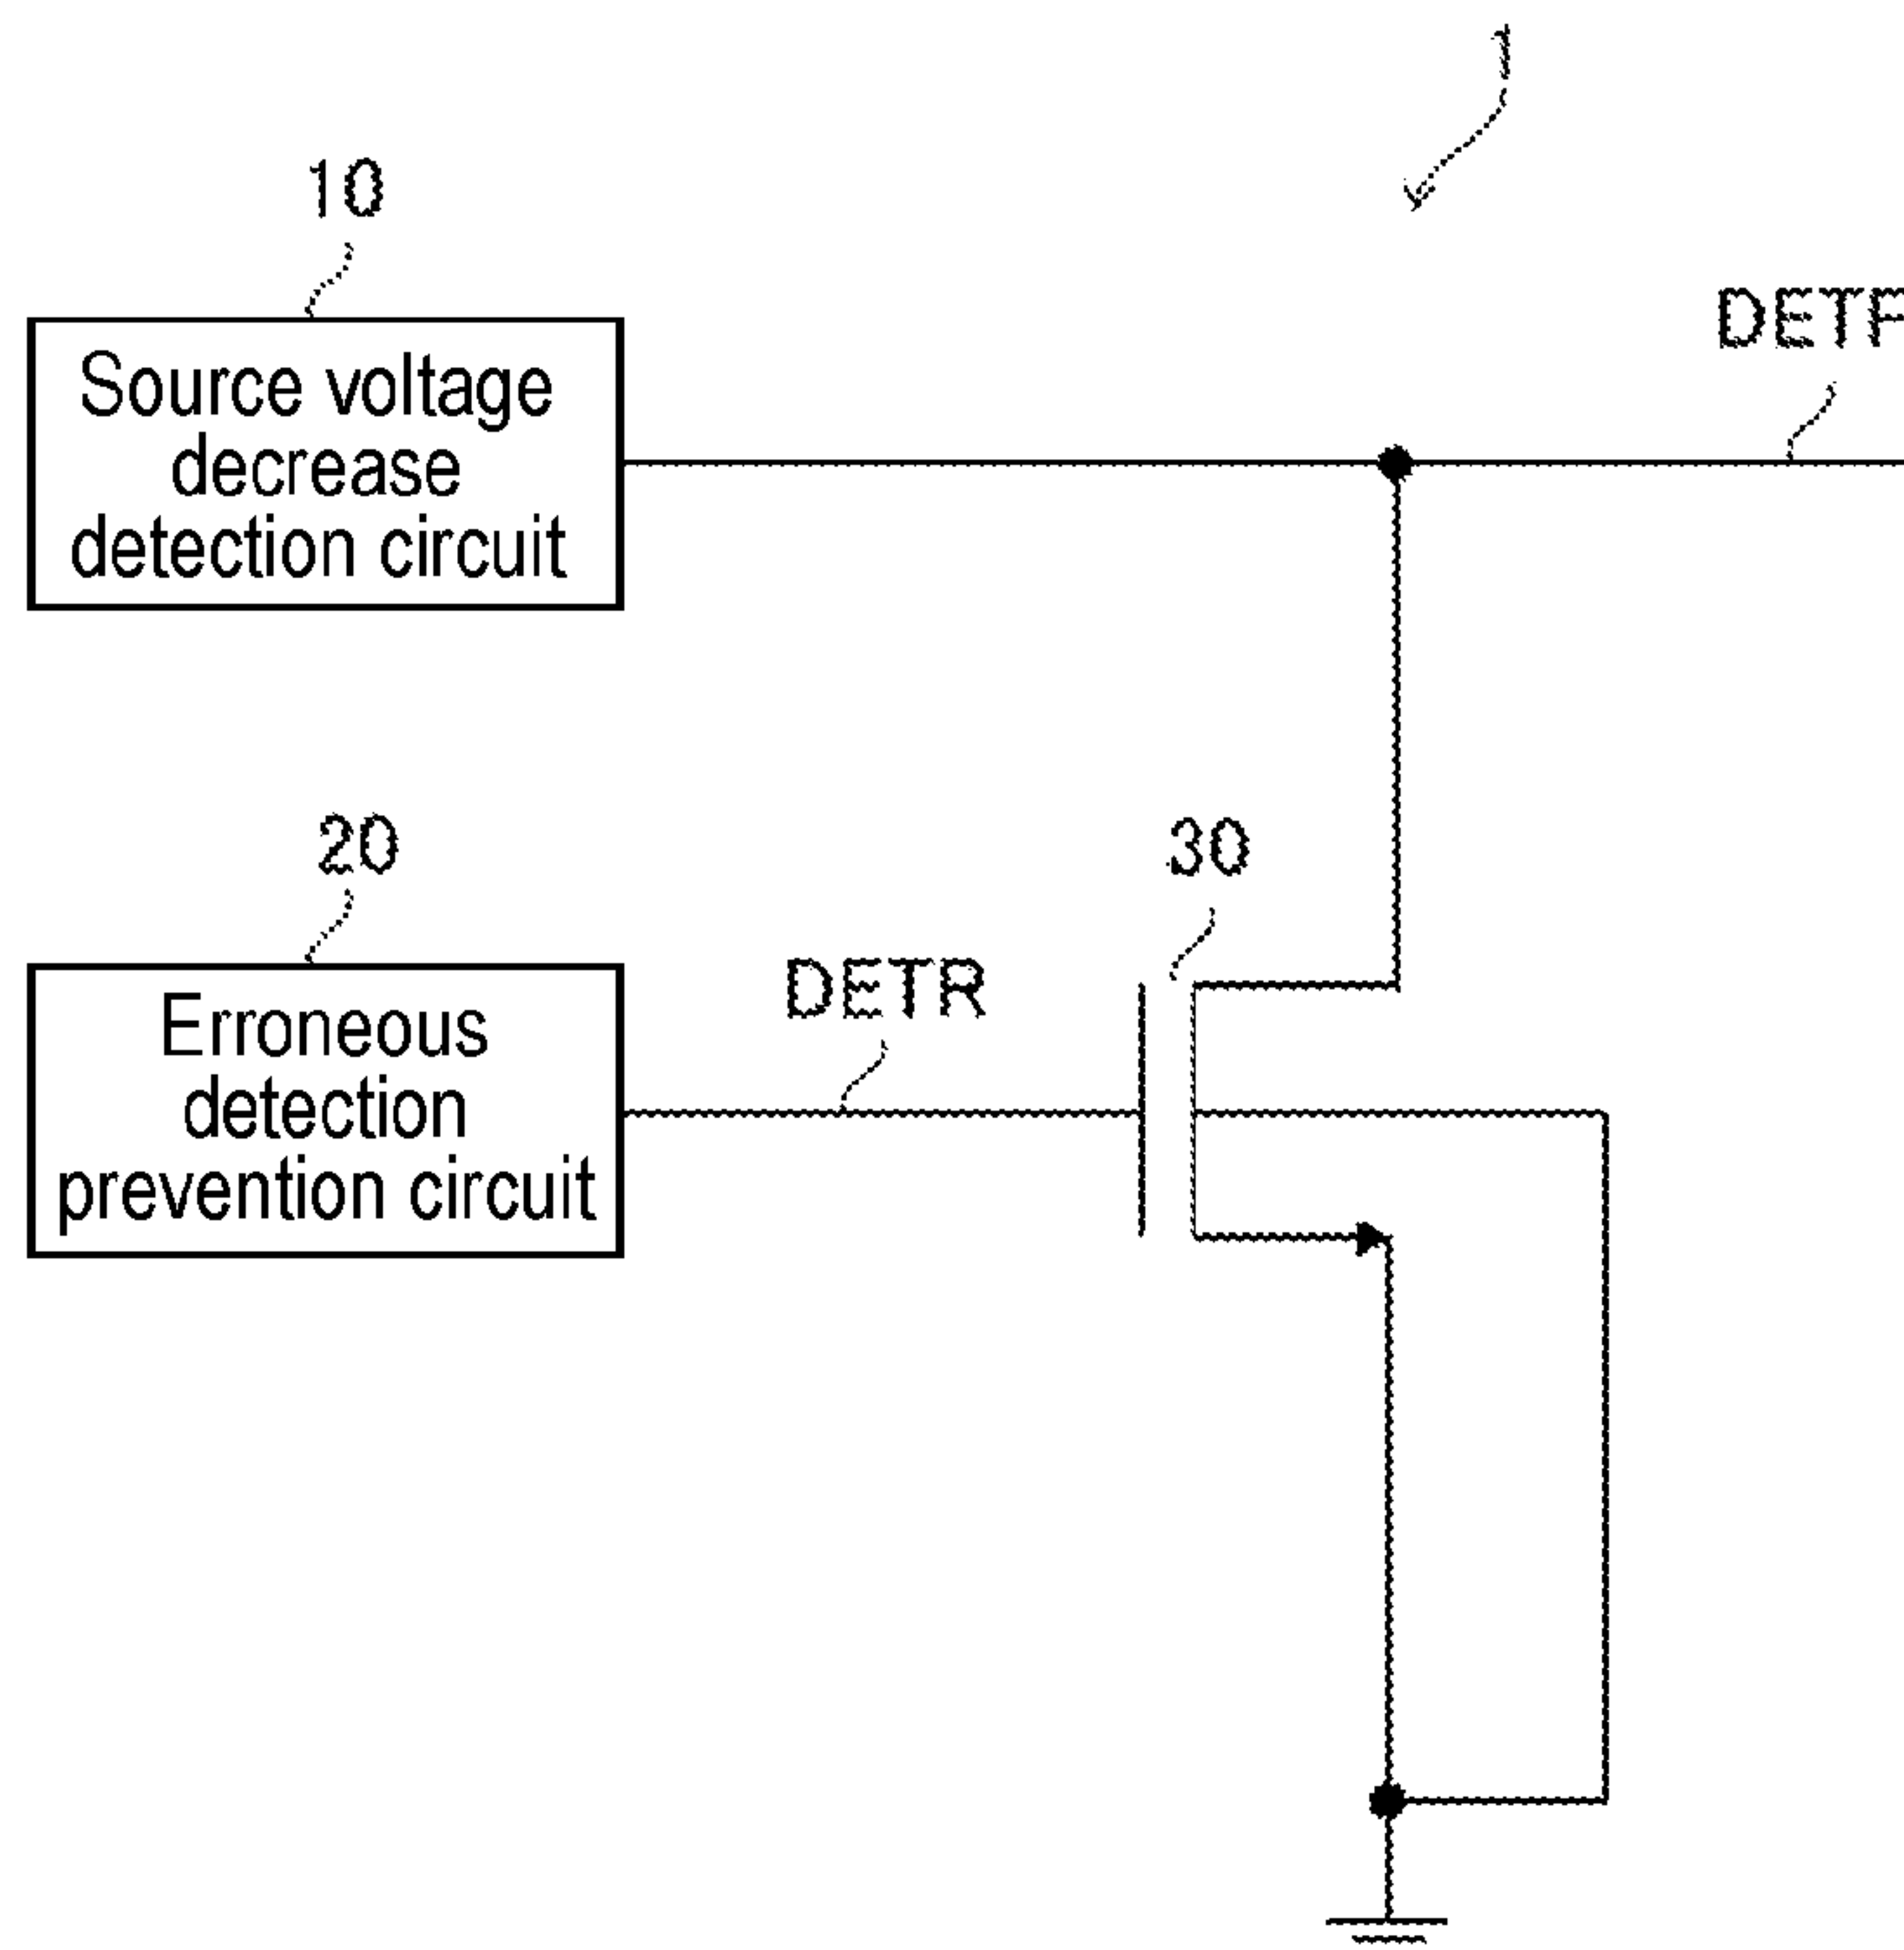 1
10
DETF
Source voltage
decrease
detection circuit
20
30
DETR
Erroneous
detection
prevention circuit